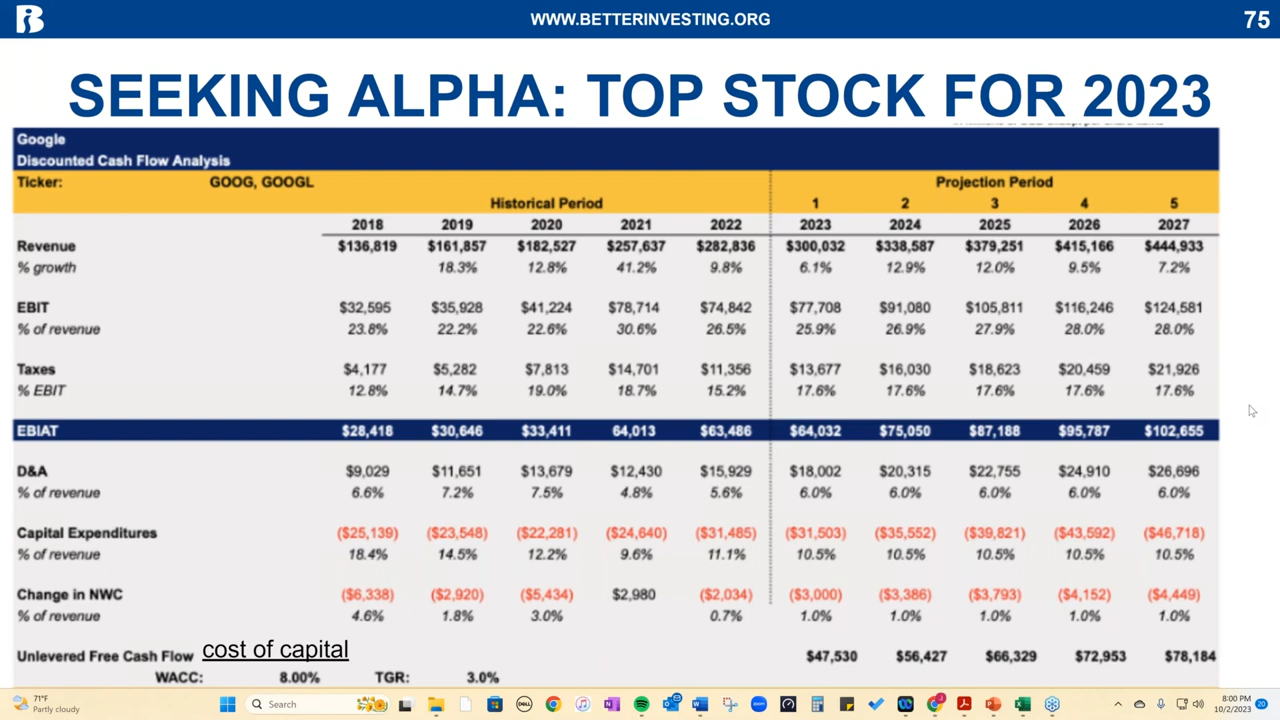 WWW.BETTERINVESTING.ORG 75
SEEKING ALPHA: TOP STOCK FOR 2023
Google
Discounted Cash Flow Analysis
Ticker: GOOG, GOOGL Projection Period
Historical Period 1 2 3 4 5
2018 2019 2020 2021 2022 2023 2024 2025 2026 2027
Revenue $136,819 $161,857 $182,527 $257,637 $282,836 $300,032 $338,587 $379,251 $415,166 $444,933
% growth 18.3% 12.8% 41.2% 9.8% 6.1% 12.9% 12.0% 9.5% 7.2%
EBIT $32,595 $35,928 $41,224 $78,714 $74,842 $77,708 $91,080 $105,811 $116,246 $124,581
% of revenue 23.8% 22.2% 22.6% 30.6% 26.5% 25.9% 26.9% 27.9% 28.0% 28.0%
Taxes $4,177 $5,282 $7,813 $14,701 $11,356 $13,677 $16,030 $18,623 $20,459 $21,926
% EBIT 12.8% 14.7% 19.0% 18.7% 15.2% 17.6% 17.6% 17.6% 17.6% 17.6%
EBIAT $28,418 $30,646 $33,411 64,013 $63,486 $64,032 $75,050 $87,188 $95,787 $102,655
D&A $9,029 $11,651 $13,679 $12,430 $15,929 $18,002 $20,315 $22,755 $24,910 $26,696
% of revenue 6.6% 7.2% 7.5% 4.8% 5.6% 6.0% 6.0% 6.0% 6.0% 6.0%
Capital Expenditures ($25,139) ($23,548) ($22,281) ($24,640) ($31,485) ($31,503) ($35,552) ($39,821) ($43,592) ($46,718)
% of revenue 18.4% 14.5% 12.2% 9.6% 11.1% 10.5% 10.5% 10.5% 10.5% 10.5%
Change in NWC ($6,338) ($2,920) ($5,434) $2,980 ($2,034) ($3,000) ($3,386) ($3,793) ($4,152) ($4,449)
% of revenue 4.6% 1.8% 3.0% 0.7% 1.0% 1.0% 1.0% 1.0% 1.0%
Unlevered Free Cash Flow cost of capital $47,530 $56,427 $66,329 $72,953 $78,184
WACC: 8.00% TGR: 3.0%
71°F
Partly cloudy
Search
DELL
zoom
8:00 PM
10/2/2023
20